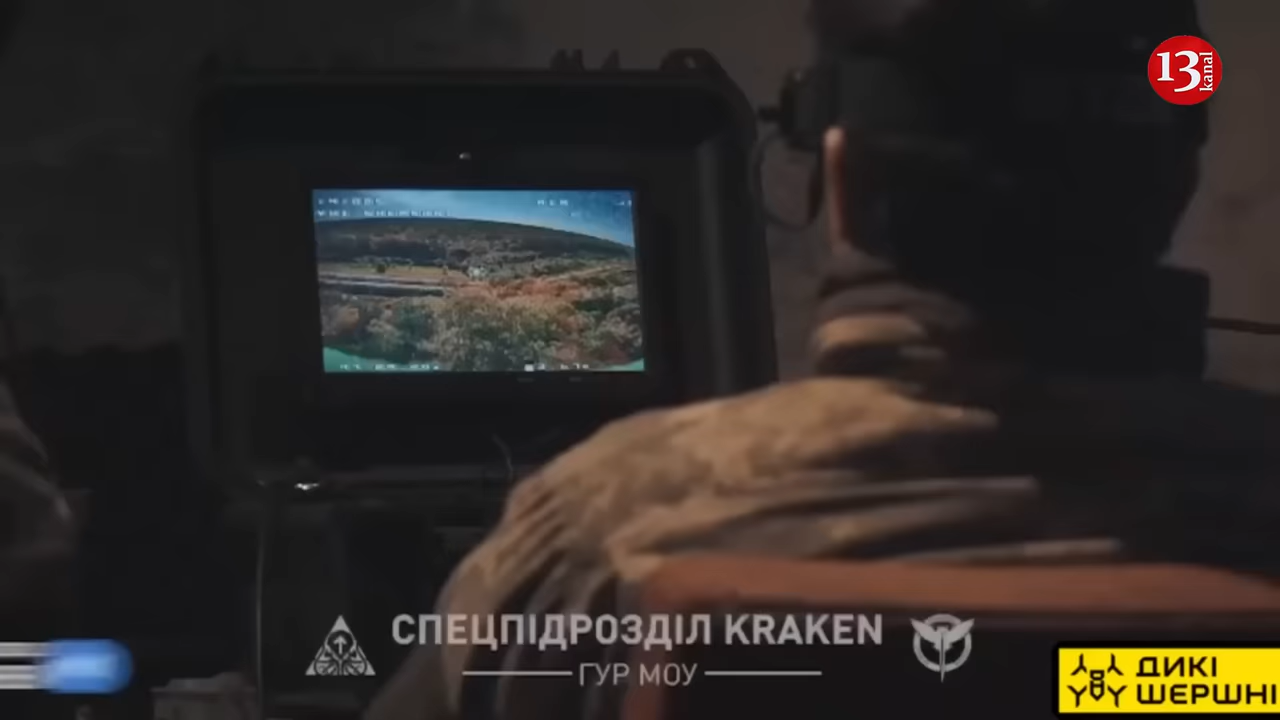 13 kanal
СПЕЦПІДРОЗДІЛ KRAKEN
ГУР МОУ
ДИКІ
ШЕРШНІ